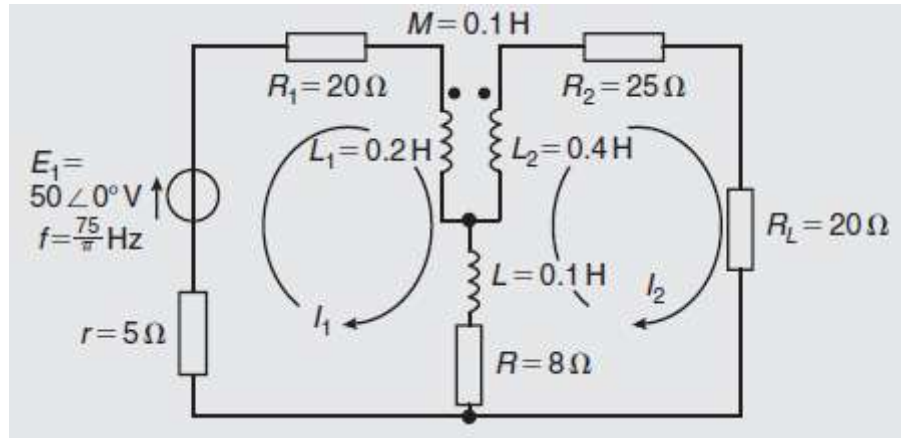 M = 0.1 H
R₁ = 20 Ω
R₂ = 25 Ω
L₁ = 0.2 H
L₂ = 0.4 H
E₁ =
50∠0° V
f = 75/π Hz
R_L = 20 Ω
L = 0.1 H
I₁
I₂
r = 5 Ω
R = 8 Ω